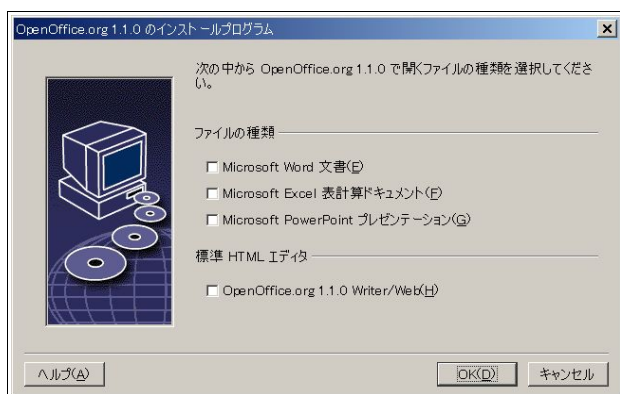 OpenOffice.org 1.1.0 のインストールプログラム
次の中から OpenOffice.org 1.1.0 で開くファイルの種類を選択してくださ
い。
ファイルの種類
Microsoft Word 文書(E)
Microsoft Excel 表計算ドキュメント(F)
Microsoft PowerPoint プレゼンテーション(G)
標準 HTML エディタ
OpenOffice.org 1.1.0 Writer/Web(H)
ヘルプ(A)
OK(D)
キャンセル